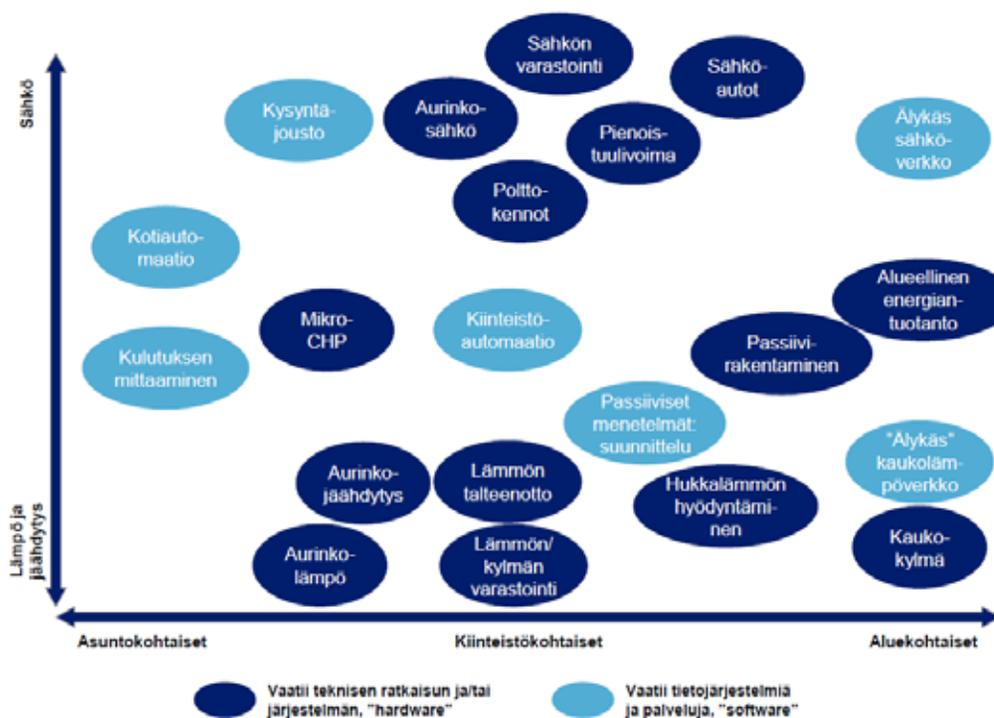 Sähkö
Lämpö ja
jäähdytys
Sähkön
varastointi
Sähkö-
autot
Kysyntä-
jousto
Aurinko-
sähkö
Pienois-
tuulivoima
Älykäs
sähkö-
verkko
Poltto-
kennot
Kotiauto-
maatio
Alueellinen
energian-
tuotanto
Mikro-
CHP
Kiinteistö-
automaatio
Passiivi-
rakentaminen
Kulutuksen
mittaaminen
Passiiviset
menetelmät:
suunnittelu
"Älykäs"
kaukoläm-
pöverkko
Aurinko-
jäähdytys
Lämmön
talteenotto
Hukkalämmön
hyödyntämi-
nen
Aurinko-
lämpö
Lämmön/
kylmän
varastointi
Kauko-
kylmä
Asuntokohtaiset
Kiinteistökohtaiset
Aluekohtaiset
Vaatii teknisen ratkaisun ja/tai
järjestelmän, "hardware"
Vaatii tietojärjestelmiä
ja palveluja, "software"